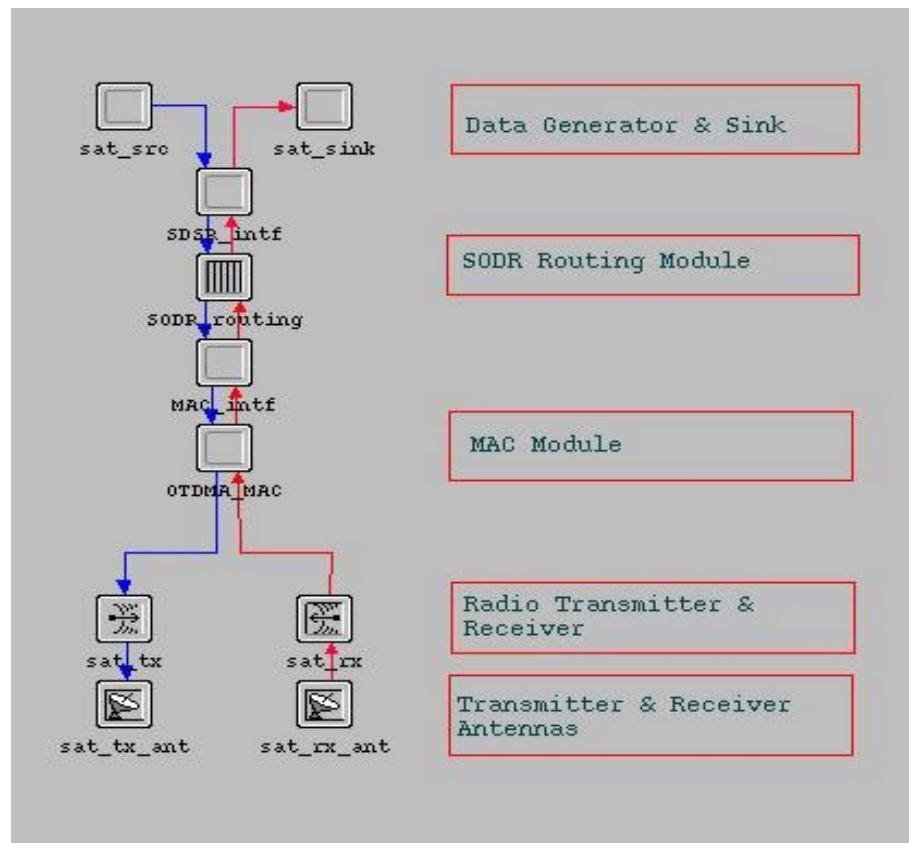 sat_src
sat_sink
Data Generator & Sink
SDSR_intf
SODR Routing Module
SODR_routing
MAC_intf
MAC Module
OTDMA_MAC
Radio Transmitter &
Receiver
sat_tx
sat_rx
Transmitter & Receiver
Antennas
sat_tx_ant
sat_rx_ant